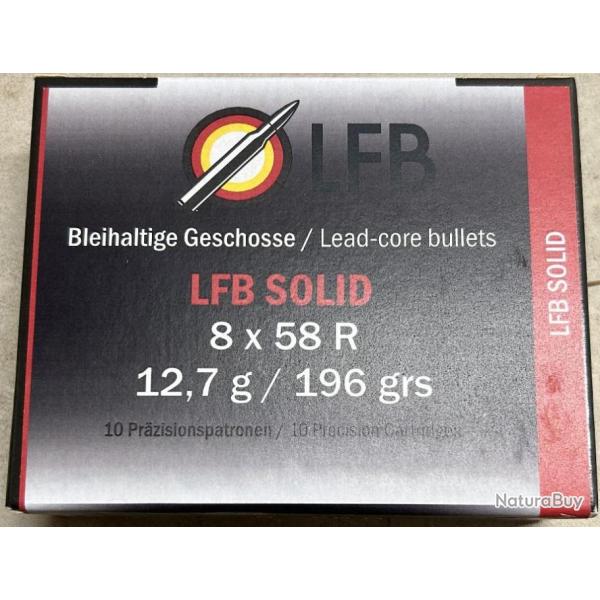 LFB
Bleihaltige Geschosse / Lead-core bullets
LFB SOLID
8 x 58 R
12,7 g / 196 grs
10 Präzisionspatronen / 10 Precision Cartridges
LFB SOLID
NaturaBuy